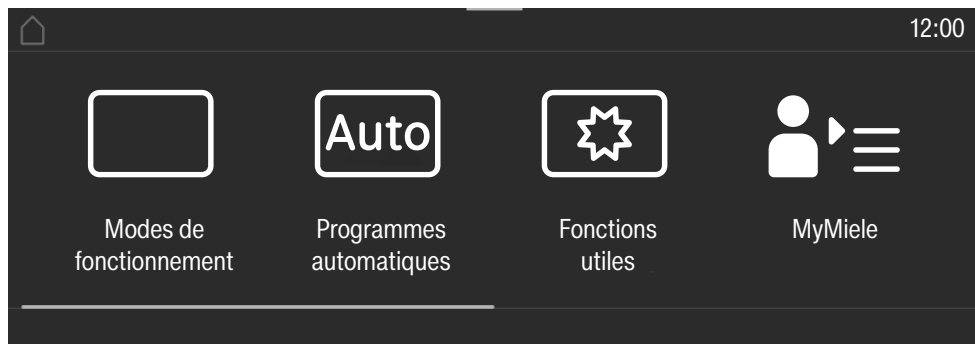 12:00
Auto
Modes de
fonctionnement
Programmes
automatiques
Fonctions
utiles
MyMiele